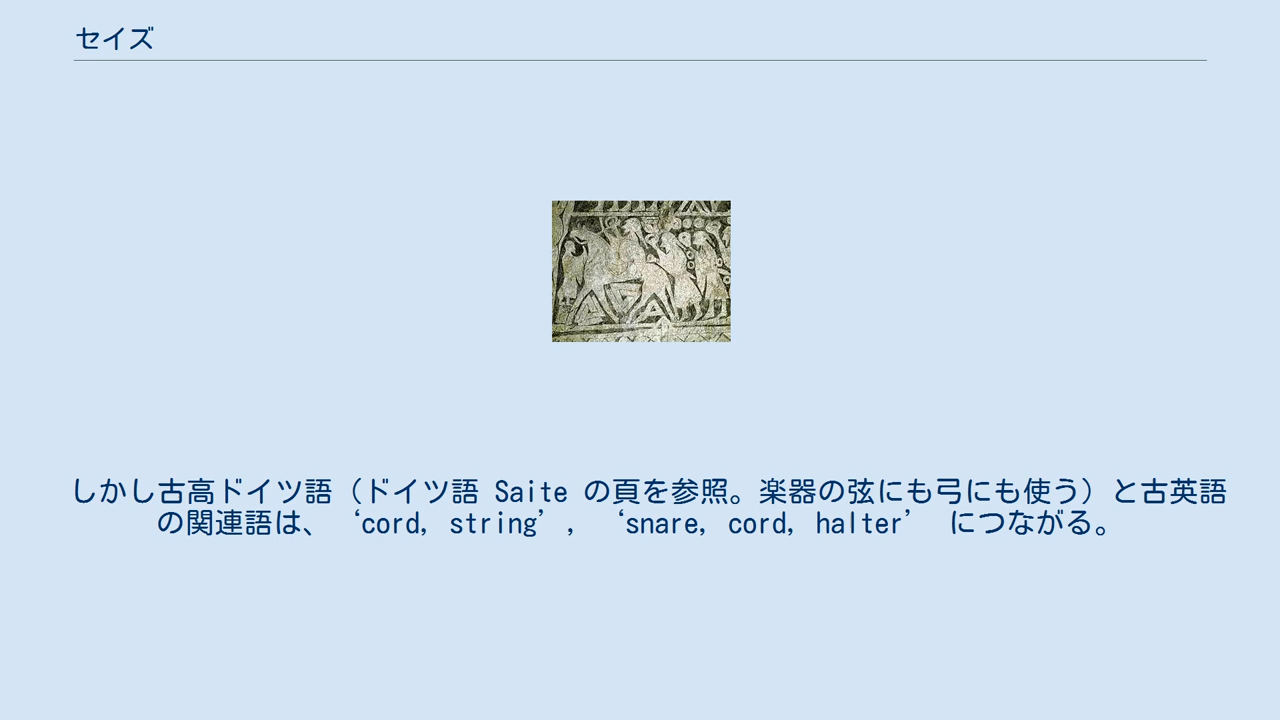 セイズ
しかし古高ドイツ語（ドイツ語 Saite の頁を参照。楽器の弦にも弓にも使う）と古英語
の関連語は、‘cord, string’, ‘snare, cord, halter’ につながる。